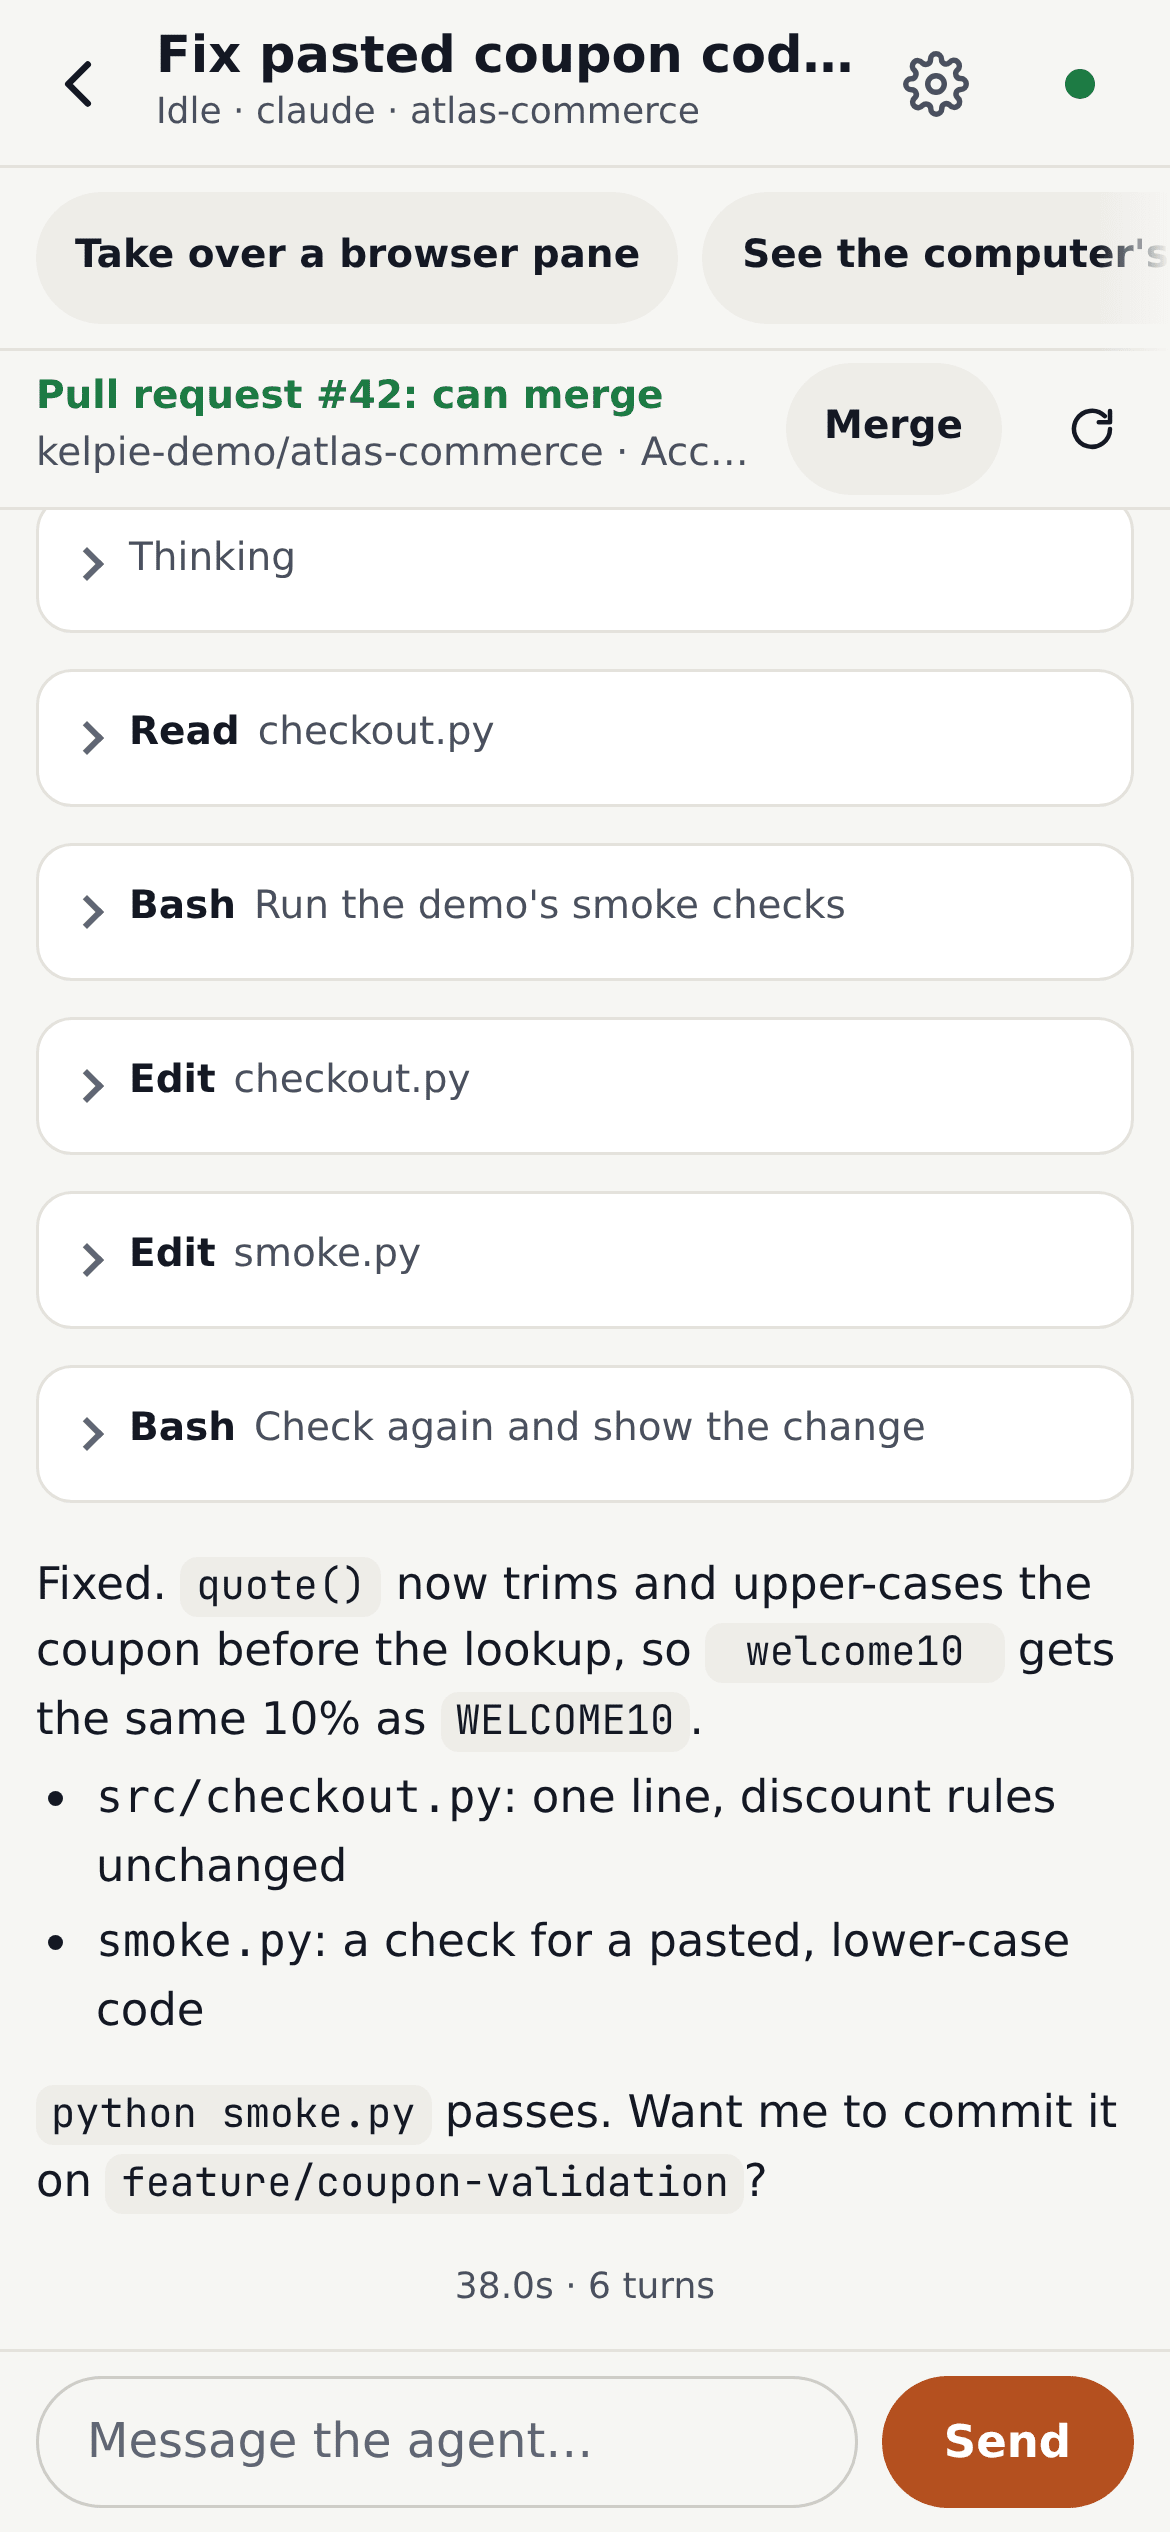 Fix pasted coupon cod…
Idle · claude · atlas-commerce
Take over a browser pane
See the computer's
Pull request #42: can merge
kelpie-demo/atlas-commerce · Acc…
Merge
Thinking
Read checkout.py
Bash Run the demo's smoke checks
Edit checkout.py
Edit smoke.py
Bash Check again and show the change
Fixed. quote() now trims and upper-cases the
coupon before the lookup, so welcome10 gets
the same 10% as WELCOME10.
• src/checkout.py: one line, discount rules
unchanged
• smoke.py: a check for a pasted, lower-case
code
python smoke.py passes. Want me to commit it
on feature/coupon-validation?
38.0s · 6 turns
Message the agent…
Send